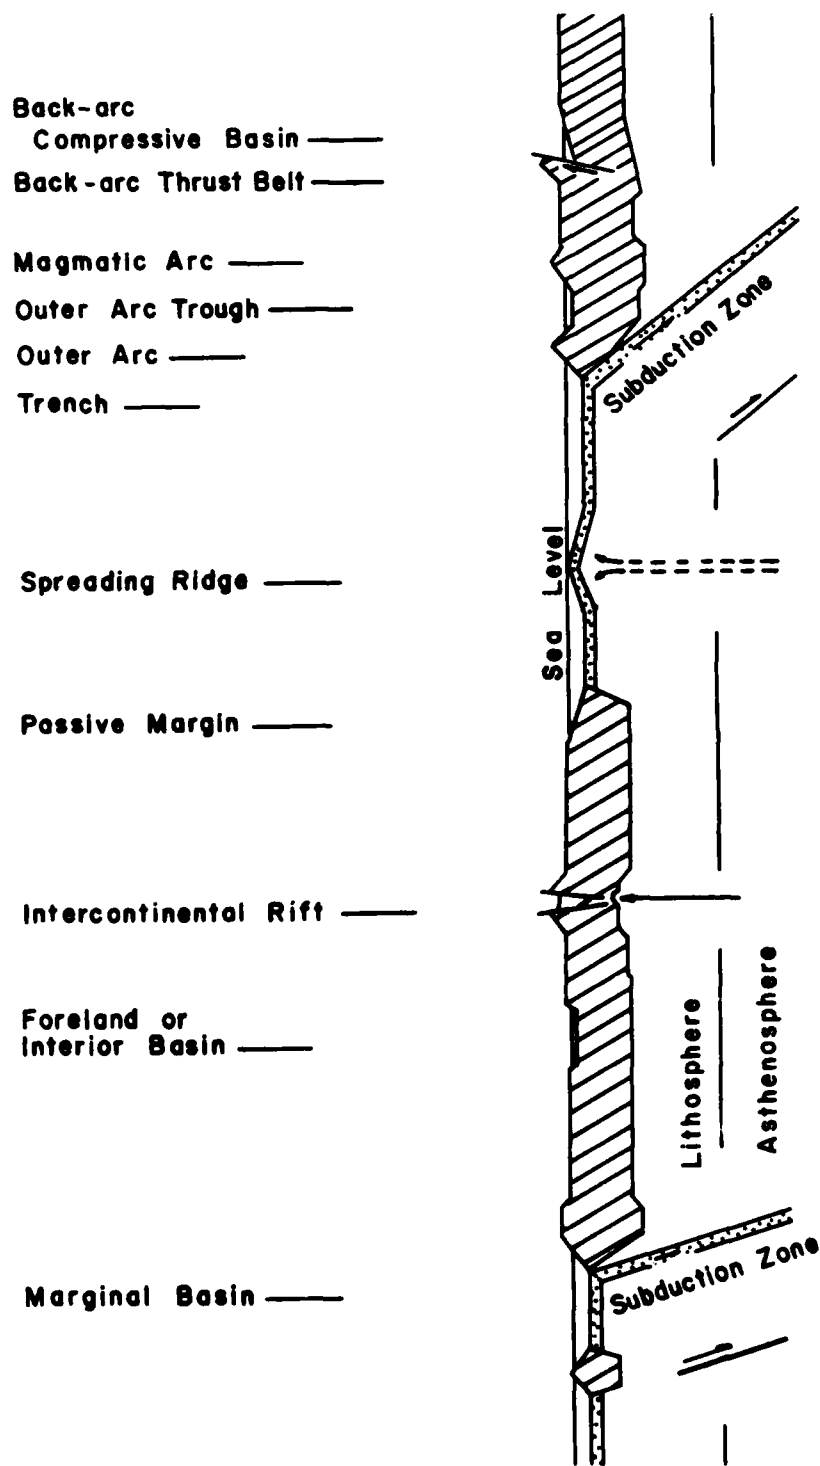 Back-arc
Compressive Basin
Back-arc Thrust Belt
Magmatic Arc
Outer Arc Trough
Outer Arc
Trench
Spreading Ridge
Passive Margin
Intercontinental Rift
Foreland or
Interior Basin
Marginal Basin
Subduction Zone
Sea Level
Lithosphere
Asthenosphere
Subduction Zone